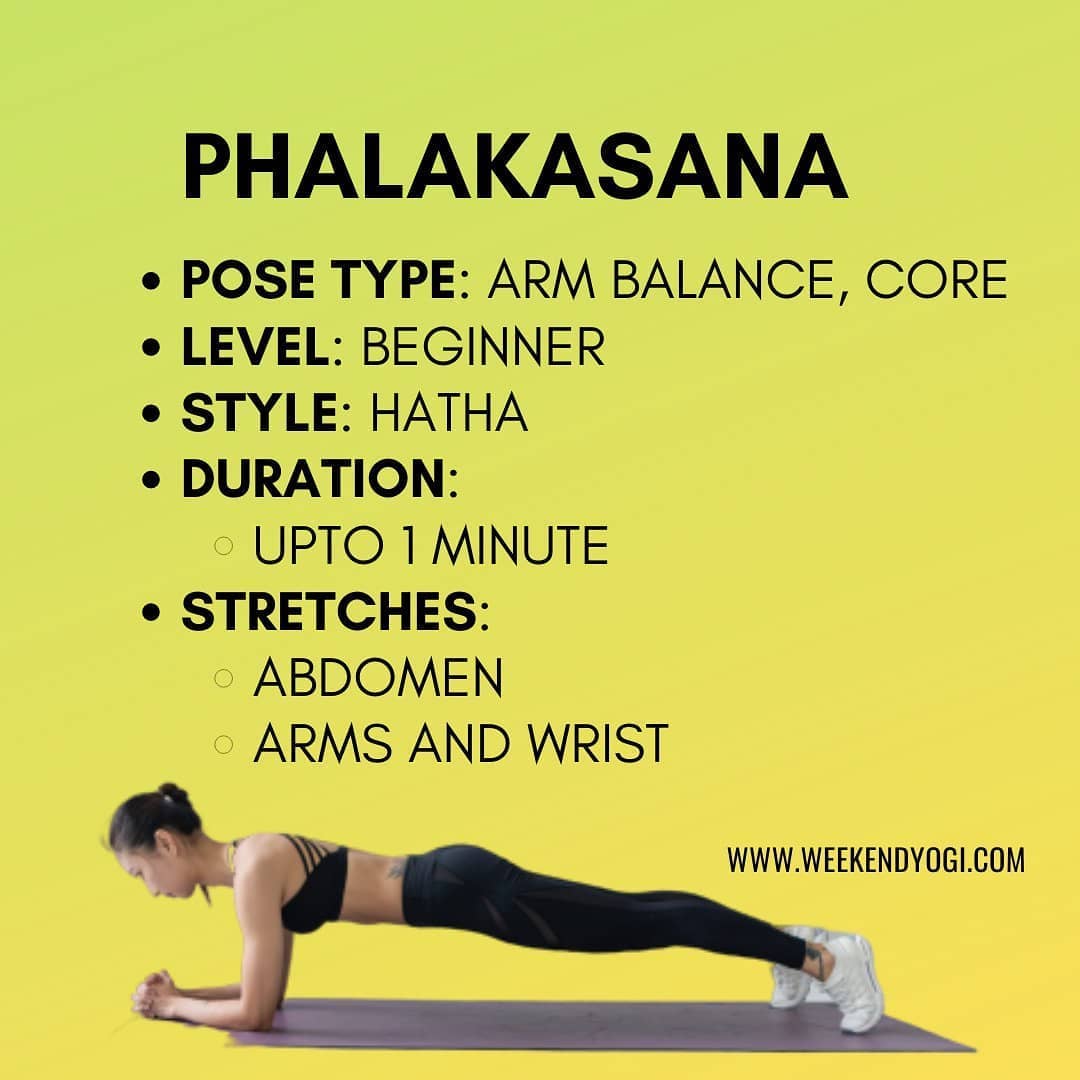 PHALAKASANA
• POSE TYPE: ARM BALANCE, CORE
• LEVEL: BEGINNER
• STYLE: HATHA
• DURATION:
○ UPTO 1 MINUTE
• STRETCHES:
○ ABDOMEN
○ ARMS AND WRIST
WWW.WEEKENDYOGI.COM